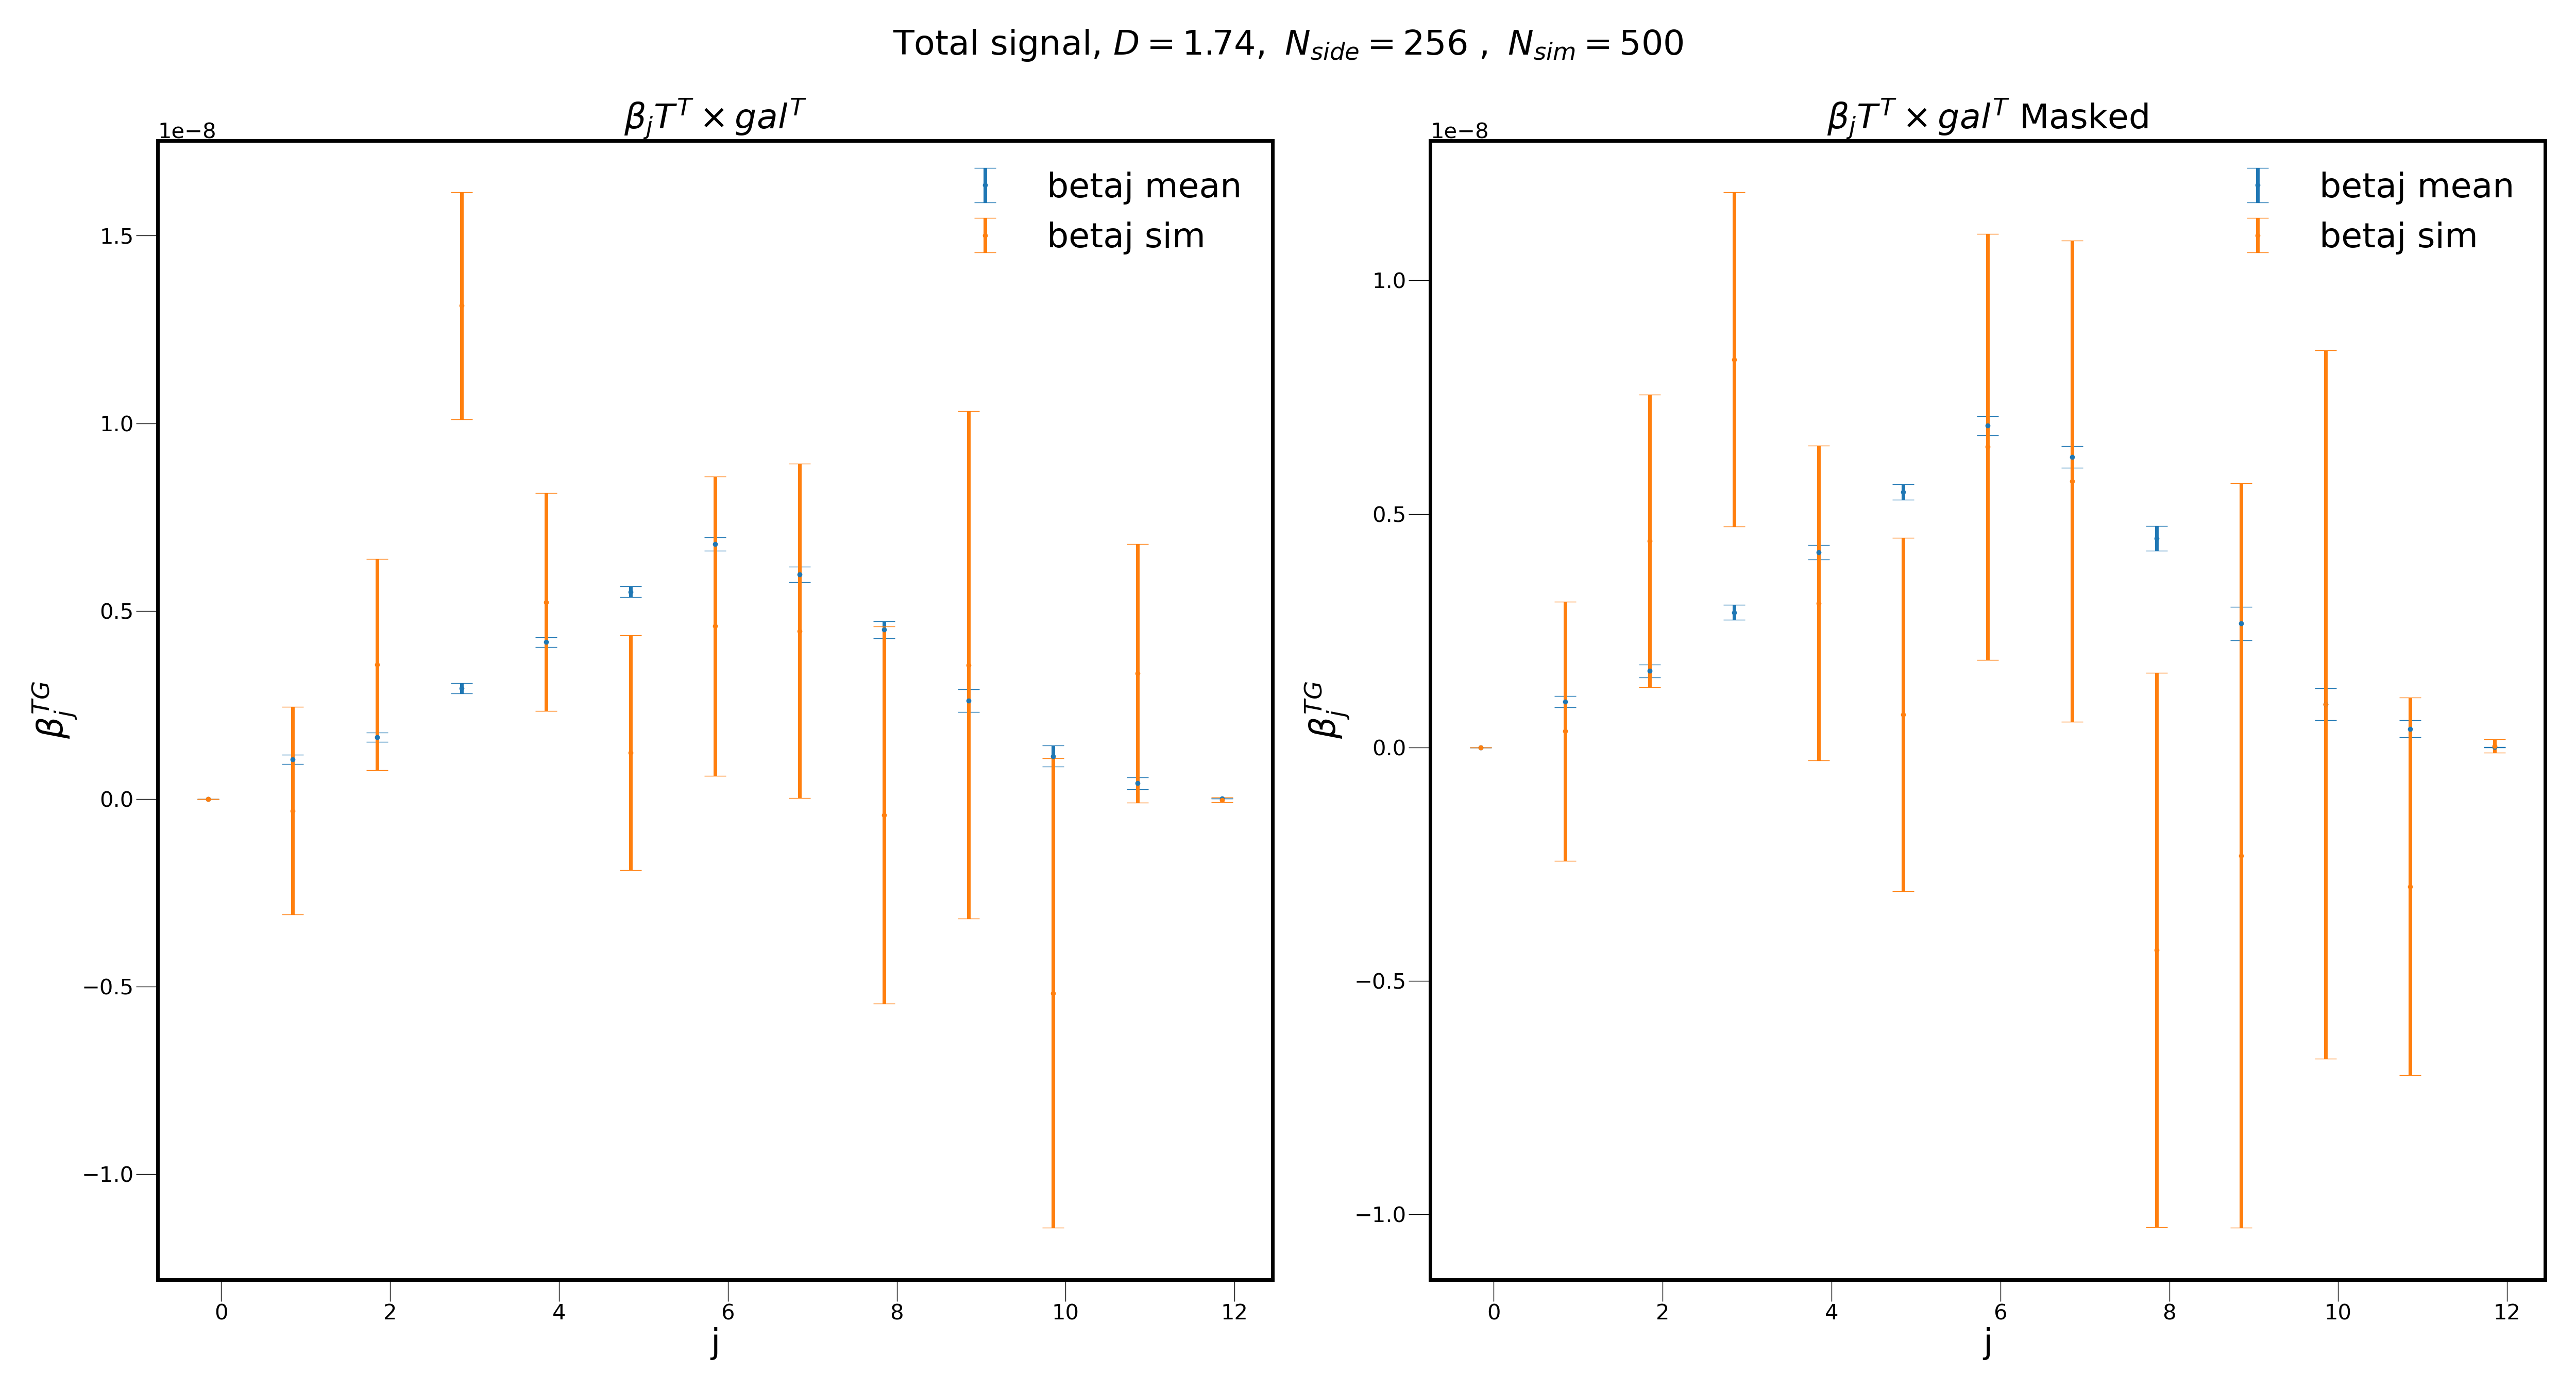 Total signal, D = 1.74, N_side = 256 , N_sim = 500
β_j T^T × gal^T
1e−8
betaj mean
betaj sim
1.5
1.0
0.5
0.0
−0.5
−1.0
β_j^TG
0 2 4 6 8 10 12
j
β_j T^T × gal^T Masked
1e−8
betaj mean
betaj sim
1.0
0.5
0.0
−0.5
−1.0
β_j^TG
0 2 4 6 8 10 12
j